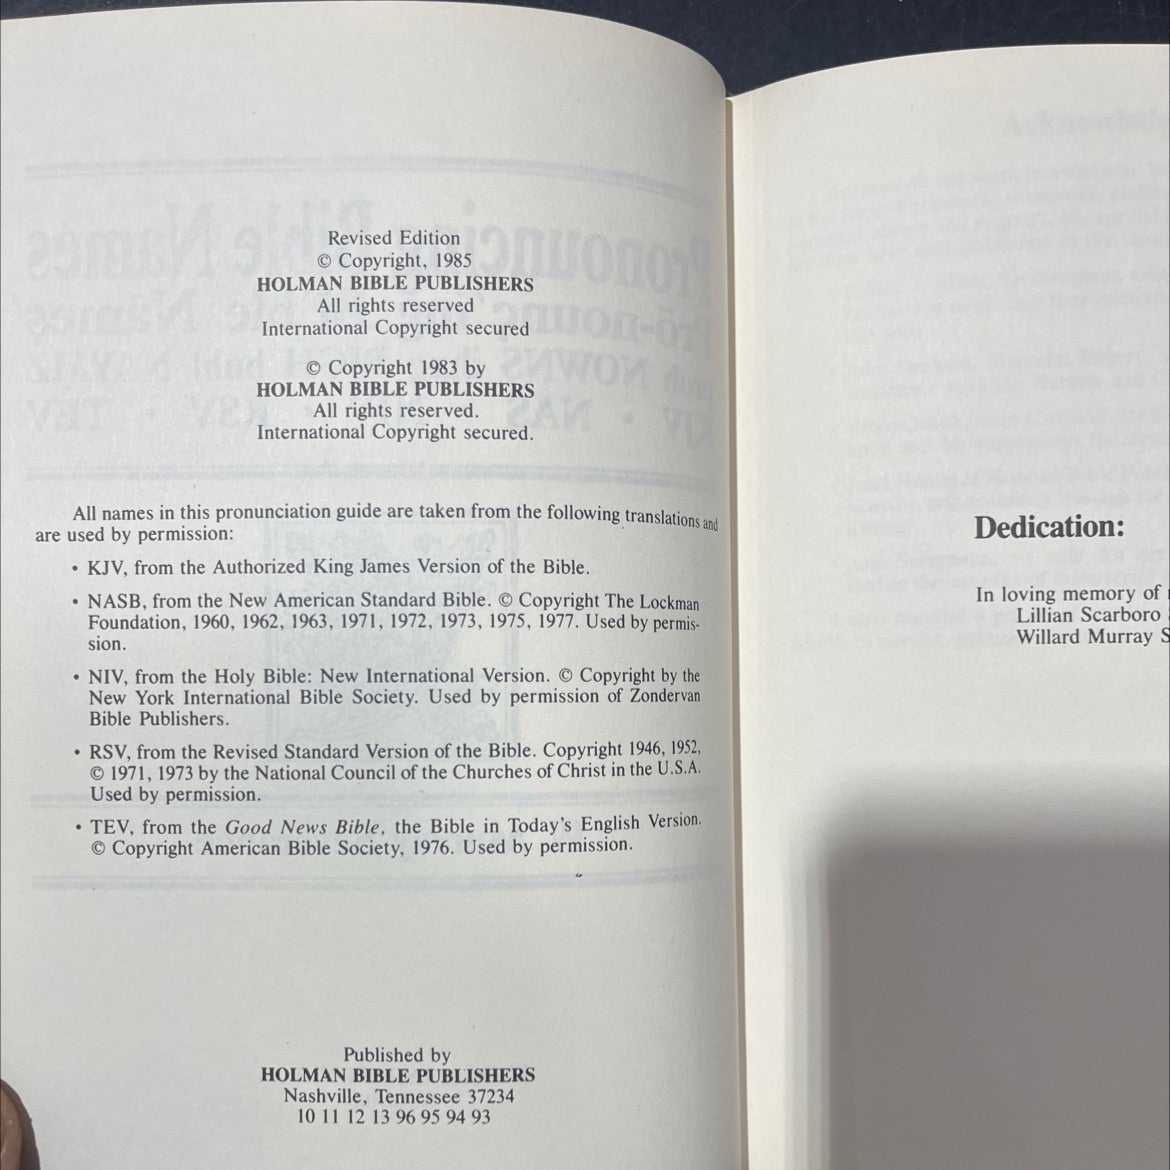 Revised Edition
© Copyright, 1985
HOLMAN BIBLE PUBLISHERS
All rights reserved
International Copyright secured
© Copyright 1983 by
HOLMAN BIBLE PUBLISHERS
All rights reserved.
International Copyright secured.
All names in this pronunciation guide are taken from the following translations and
are used by permission:
• KJV, from the Authorized King James Version of the Bible.
• NASB, from the New American Standard Bible. © Copyright The Lockman
Foundation, 1960, 1962, 1963, 1971, 1972, 1973, 1975, 1977. Used by permis-
sion.
• NIV, from the Holy Bible: New International Version. © Copyright by the
New York International Bible Society. Used by permission of Zondervan
Bible Publishers.
• RSV, from the Revised Standard Version of the Bible. Copyright 1946, 1952,
© 1971, 1973 by the National Council of the Churches of Christ in the U.S.A.
Used by permission.
• TEV, from the Good News Bible, the Bible in Today's English Version.
© Copyright American Bible Society, 1976. Used by permission.
Published by
HOLMAN BIBLE PUBLISHERS
Nashville, Tennessee 37234
10 11 12 13 96 95 94 93
Dedication:
In loving memory of
Lillian Scarboro
Willard Murray S